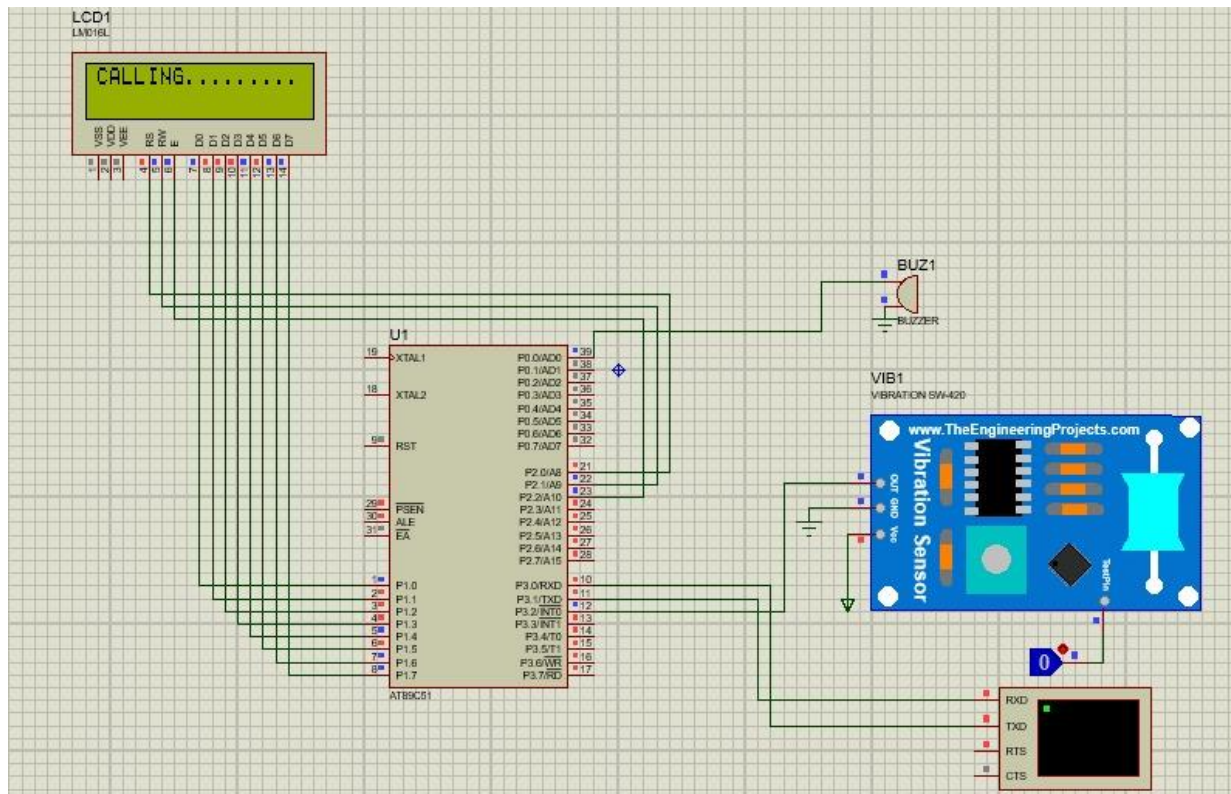 LCD1
LM016L
CALLING.........
VSS
VDD
VEE
RS
RW
E
D0
D1
D2
D3
D4
D5
D6
D7
1
2
3
4
5
6
7
8
9
10
11
12
13
14
BUZ1
BUZZER
U1
19 XTAL1
18 XTAL2
9 RST
29 PSEN
30 ALE
31 EA
1 P1.0
2 P1.1
3 P1.2
4 P1.3
5 P1.4
6 P1.5
7 P1.6
8 P1.7
P0.0/AD0 39
P0.1/AD1 38
P0.2/AD2 37
P0.3/AD3 36
P0.4/AD4 35
P0.5/AD5 34
P0.6/AD6 33
P0.7/AD7 32
P2.0/A8 21
P2.1/A9 22
P2.2/A10 23
P2.3/A11 24
P2.4/A12 25
P2.5/A13 26
P2.6/A14 27
P2.7/A15 28
P3.0/RXD 10
P3.1/TXD 11
P3.2/INT0 12
P3.3/INT1 13
P3.4/T0 14
P3.5/T1 15
P3.6/WR 16
P3.7/RD 17
AT89C51
VIB1
VIBRATION SW-420
www.TheEngineeringProjects.com
Vibration Sensor
OUT
GND
Vcc
TestPin
0
RXD
TXD
RTS
CTS